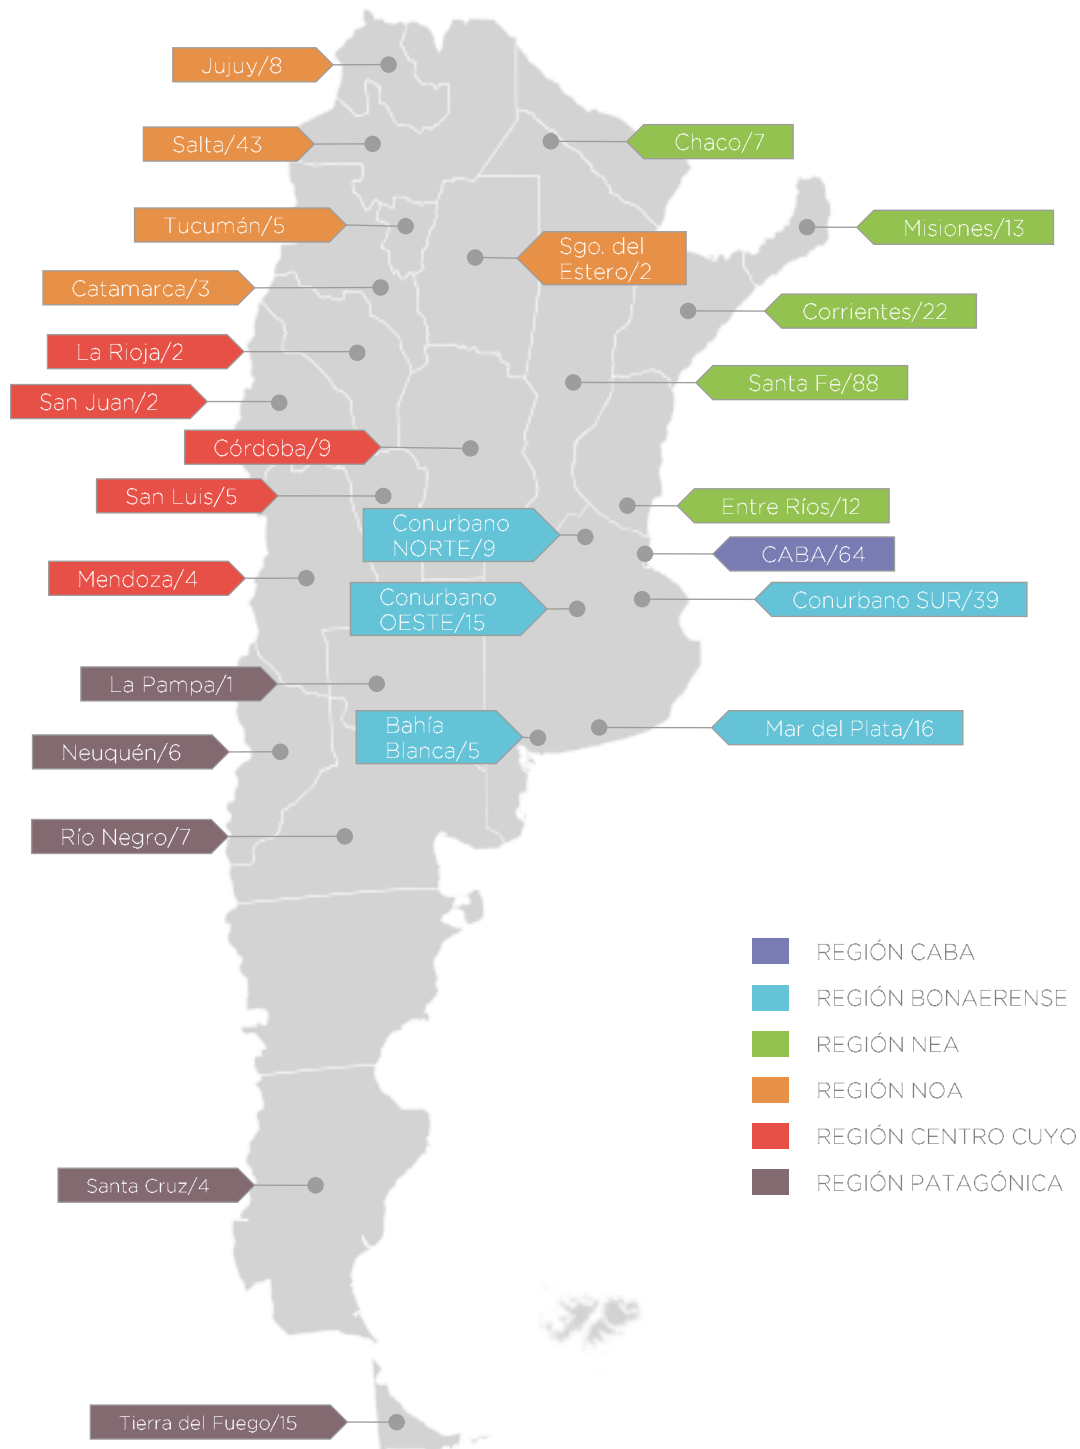 Jujuy/8
Salta/43
Chaco/7
Tucumán/5
Misiones/13
Sgo. del
Estero/2
Catamarca/3
Corrientes/22
La Rioja/2
Santa Fe/88
San Juan/2
Córdoba/9
San Luis/5
Entre Ríos/12
Conurbano
NORTE/9
CABA/64
Mendoza/4
Conurbano
OESTE/15
Conurbano SUR/39
La Pampa/1
Bahía
Blanca/5
Mar del Plata/16
Neuquén/6
Río Negro/7
REGIÓN CABA
REGIÓN BONAERENSE
REGIÓN NEA
REGIÓN NOA
REGIÓN CENTRO CUYO
REGIÓN PATAGÓNICA
Santa Cruz/4
Tierra del Fuego/15